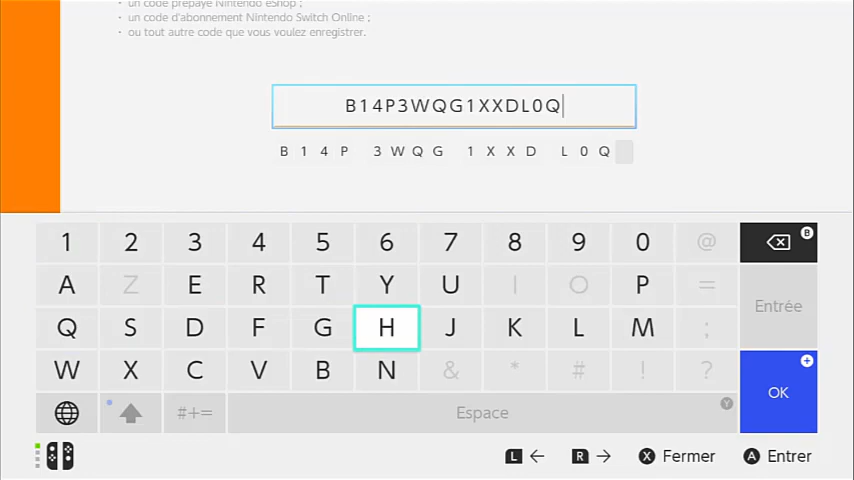 • un code prépayé Nintendo eShop ;
• un code d'abonnement Nintendo Switch Online ;
• ou tout autre code que vous voulez enregistrer.
B14P3WQG1XXDL0Q
B 1 4 P 3 W Q G 1 X X D L 0 Q
1 2 3 4 5 6 7 8 9 0 @ B
A Z E R T Y U I O P =
Entrée
Q S D F G H J K L M ;
W X C V B N & * # ! ? + OK
#+= Espace Y
L ← R → X Fermer A Entrer